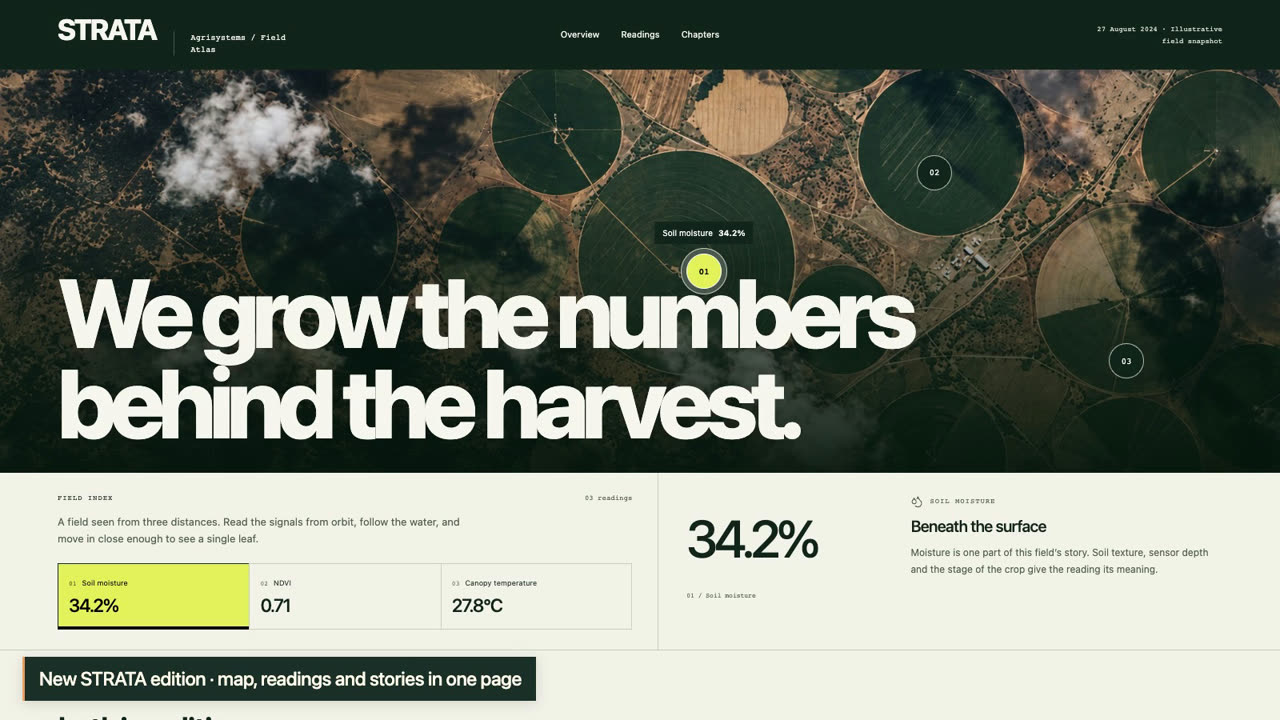 STRATA
Agrisystems / Field
Atlas
Overview
Readings
Chapters
27 August 2024 · Illustrative
field snapshot
02
Soil moisture 34.2%
01
03
We grow the numbers
behind the harvest.
FIELD INDEX
03 readings
A field seen from three distances. Read the signals from orbit, follow the water, and
move in close enough to see a single leaf.
01 Soil moisture
34.2%
02 NDVI
0.71
03 Canopy temperature
27.8°C
34.2%
01 / Soil moisture
SOIL MOISTURE
Beneath the surface
Moisture is one part of this field's story. Soil texture, sensor depth
and the stage of the crop give the reading its meaning.
New STRATA edition · map, readings and stories in one page